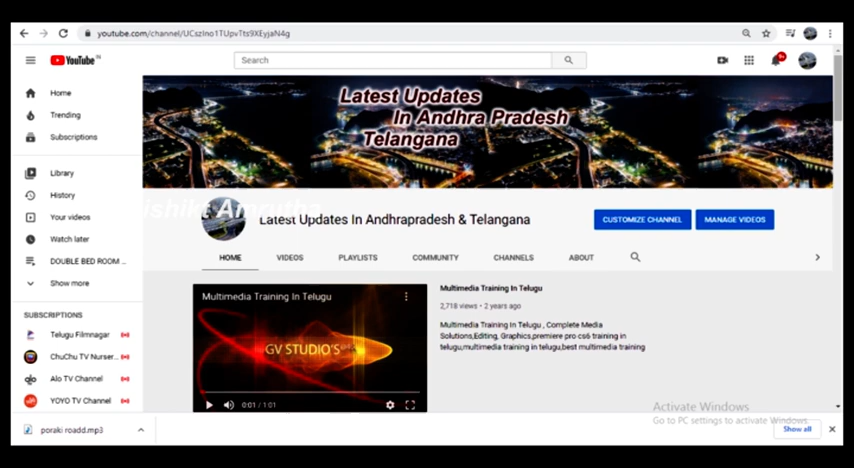 youtube.com/channel/UCszIno1TUpvTts9XEyjaN4g
YouTube
IN
Search
9+
Home
Trending
Subscriptions
Library
History
Your videos
Watch later
DOUBLE BED ROOM ...
Show more
SUBSCRIPTIONS
Telugu Filmnagar
ChuChu TV Nurser...
Alo TV Channel
YOYO TV Channel
Latest Updates
In Andhra Pradesh
Telangana
Amrutha
Latest Updates In Andhrapradesh & Telangana
CUSTOMIZE CHANNEL
MANAGE VIDEOS
HOME VIDEOS PLAYLISTS COMMUNITY CHANNELS ABOUT
Multimedia Training In Telugu
GV STUDIO'S
0:01 / 1:01
Multimedia Training In Telugu
2,718 views • 2 years ago
Multimedia Training In Telugu , Complete Media
Solutions,Editing, Graphics,premiere pro cs6 training in
telugu,multimedia training in telugu,best multimedia training
Activate Windows
Go to PC settings to activate Windows.
poraki roadd.mp3
Show all